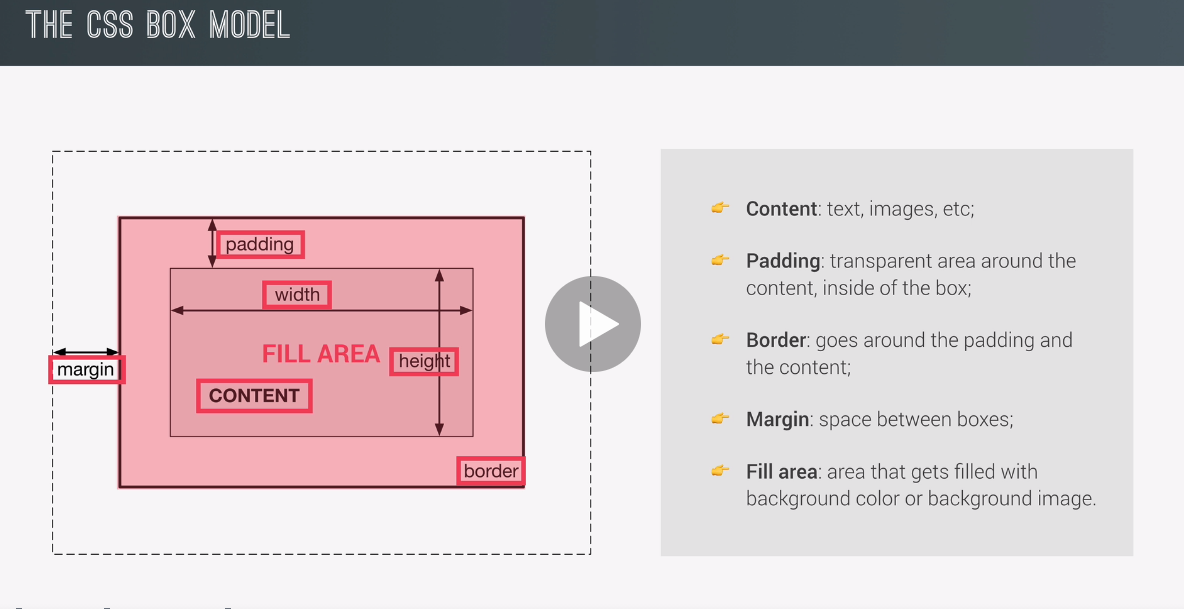 THE CSS BOX MODEL
padding
width
FILL AREA
height
margin
CONTENT
border
Content: text, images, etc;
Padding: transparent area around the
content, inside of the box;
Border: goes around the padding and
the content;
Margin: space between boxes;
Fill area: area that gets filled with
background color or background image.